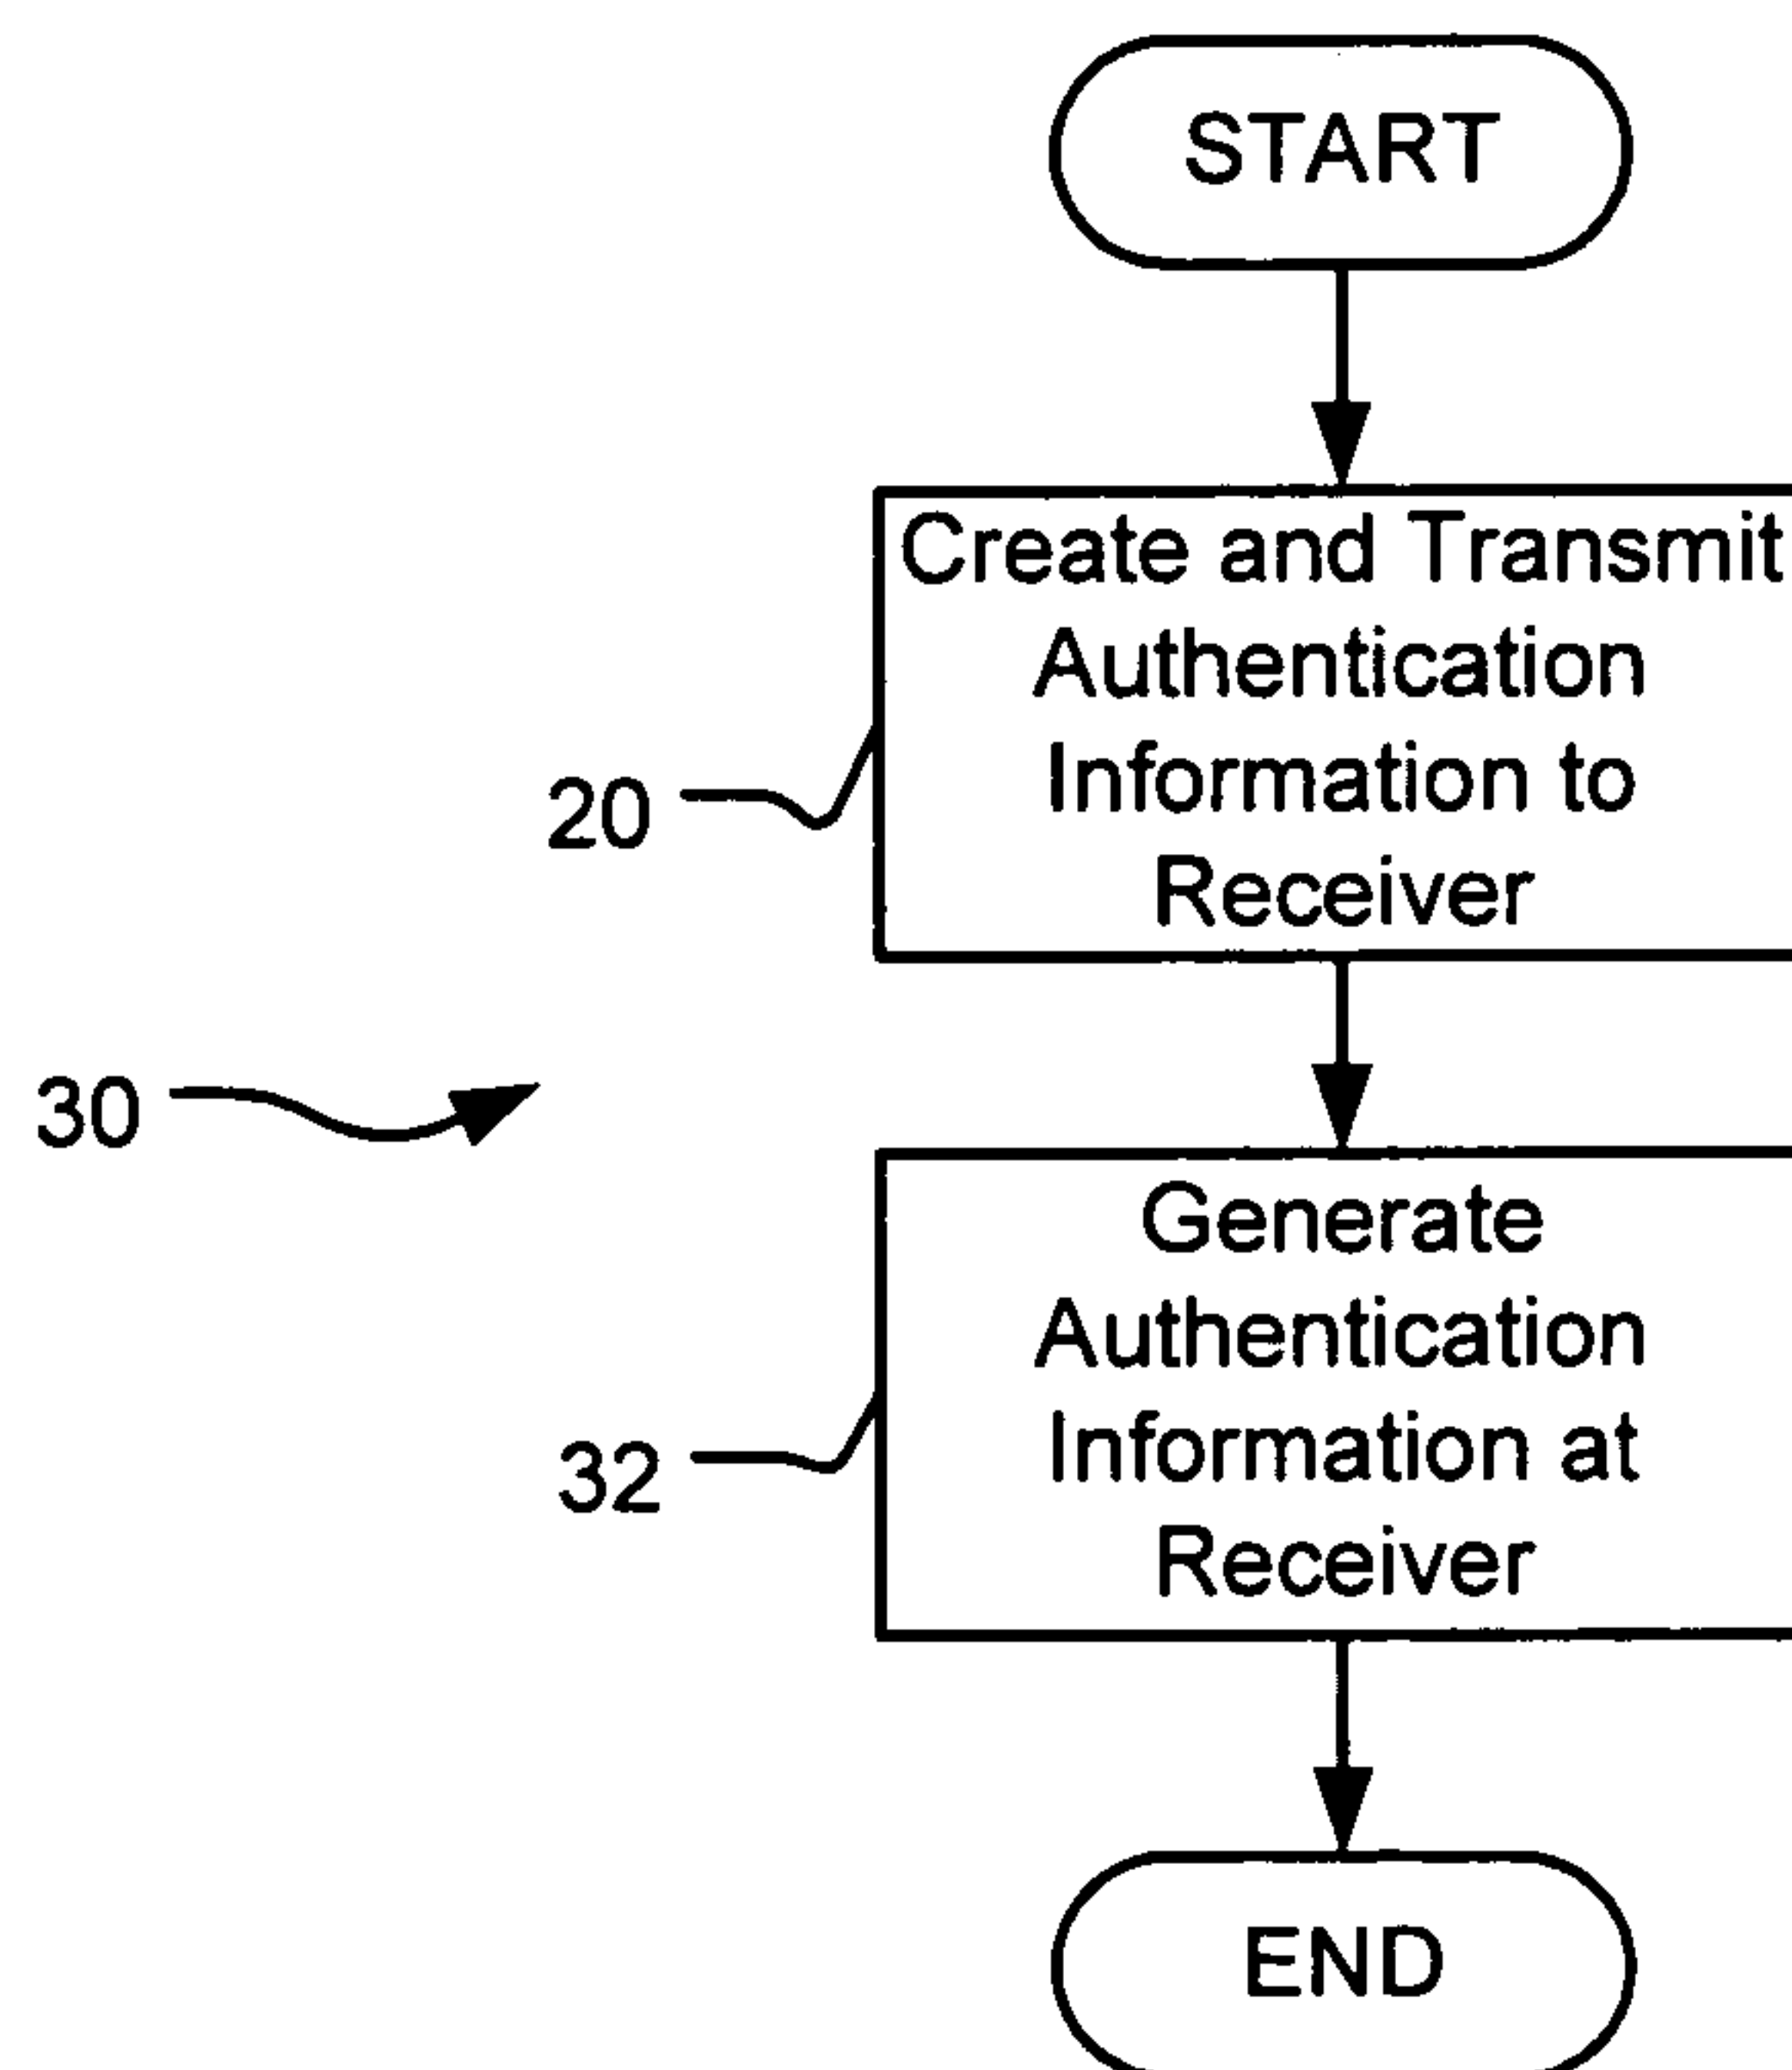 START
Create and Transmit
Authentication
Information to
Receiver
20
30
Generate
Authentication
Information at
Receiver
32
END